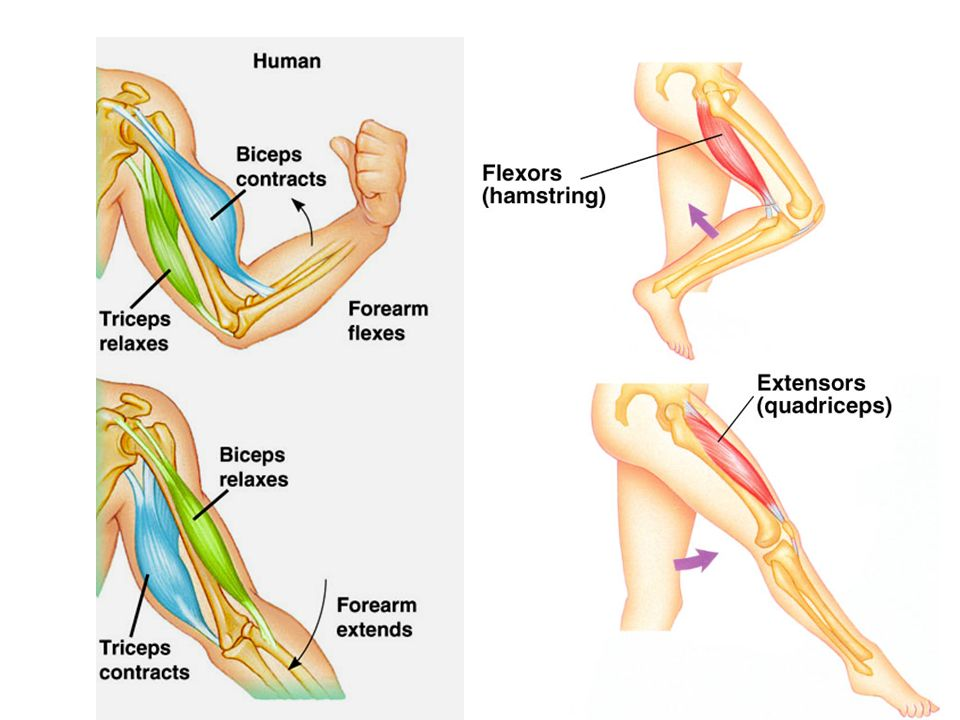 Human
Biceps
contracts
Triceps
relaxes
Forearm
flexes
Biceps
relaxes
Forearm
extends
Triceps
contracts
Flexors
(hamstring)
Extensors
(quadriceps)